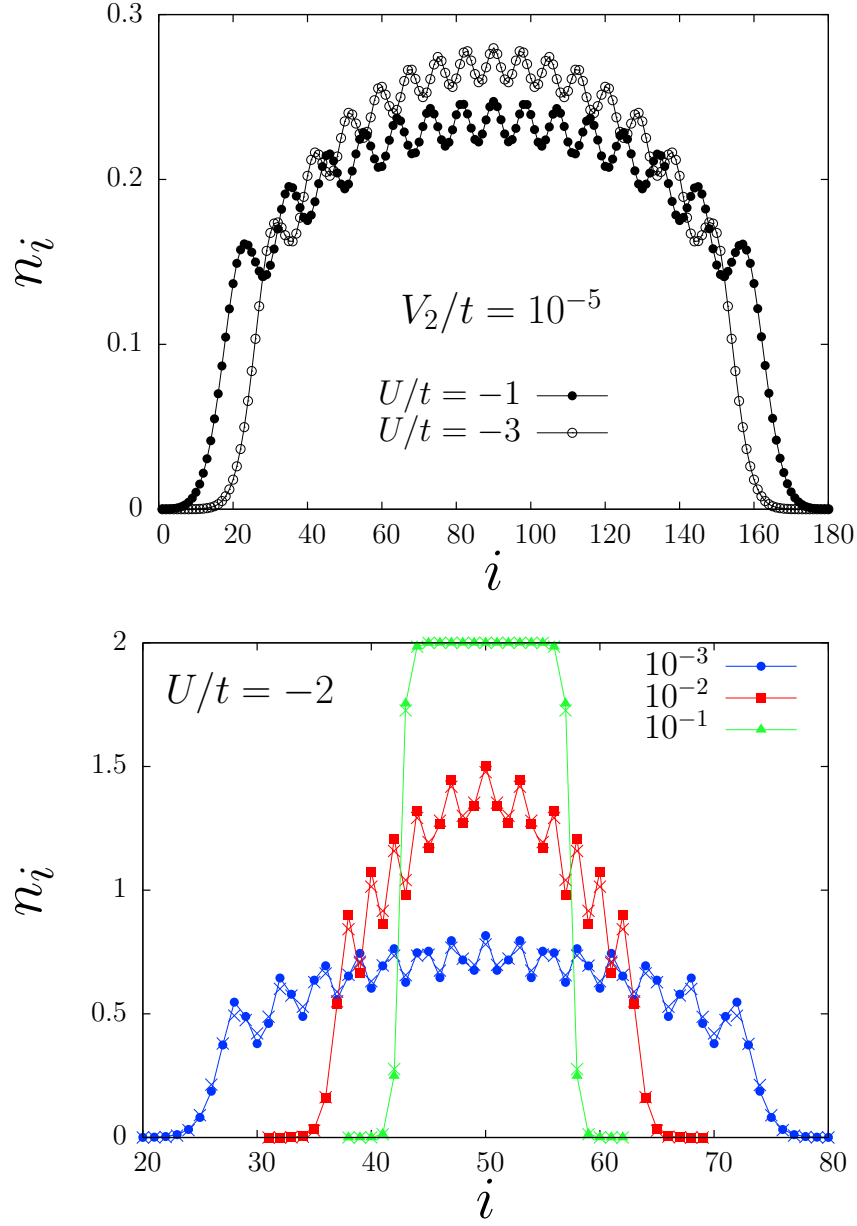 0.3
0.2
0.1
0
n_i
V_2/t = 10^{-5}
U/t = −1
U/t = −3
0 20 40 60 80 100 120 140 160 180
i
2
1.5
1
0.5
0
n_i
U/t = −2
10^{-3}
10^{-2}
10^{-1}
20 30 40 50 60 70 80
i